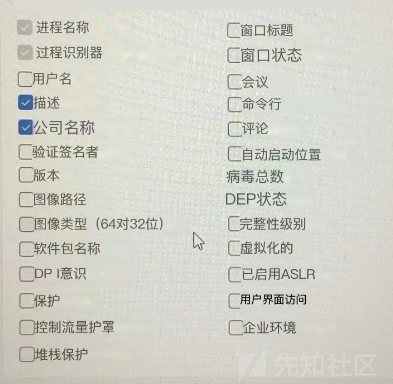 进程名称
过程识别器
用户名
描述
公司名称
验证签名者
版本
图像路径
图像类型（64对32位）
软件包名称
DP I意识
保护
控制流量护罩
堆栈保护
窗口标题
窗口状态
会议
命令行
评论
自动启动位置
病毒总数
DEP状态
完整性级别
虚拟化的
已启用ASLR
用户界面访问
企业环境
先知社区